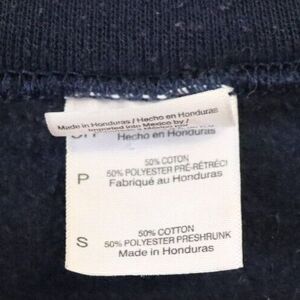 Made in Honduras / Hecho en Honduras
Imported into Mexico by /
Hecho en Honduras
50% COTON
50% POLYESTER PRÉ-RÉTRÉCI
P
Fabriqué au Honduras
50% COTTON
50% POLYESTER PRESHRUNK
S
Made in Honduras